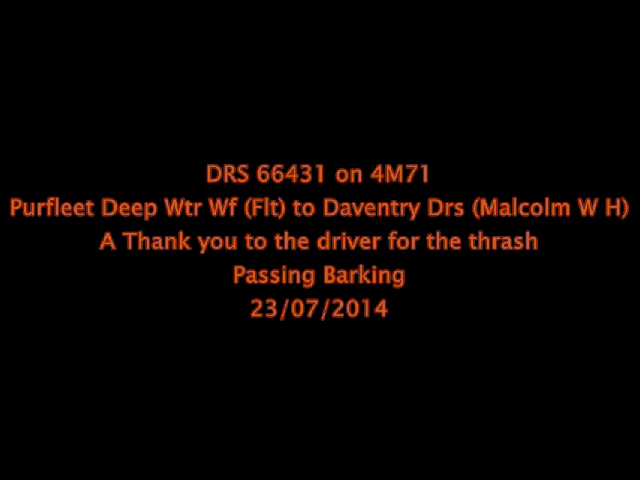 DRS 66431 on 4M71
Purfleet Deep Wtr Wf (Flt) to Daventry Drs (Malcolm W H)
A Thank you to the driver for the thrash
Passing Barking
23/07/2014